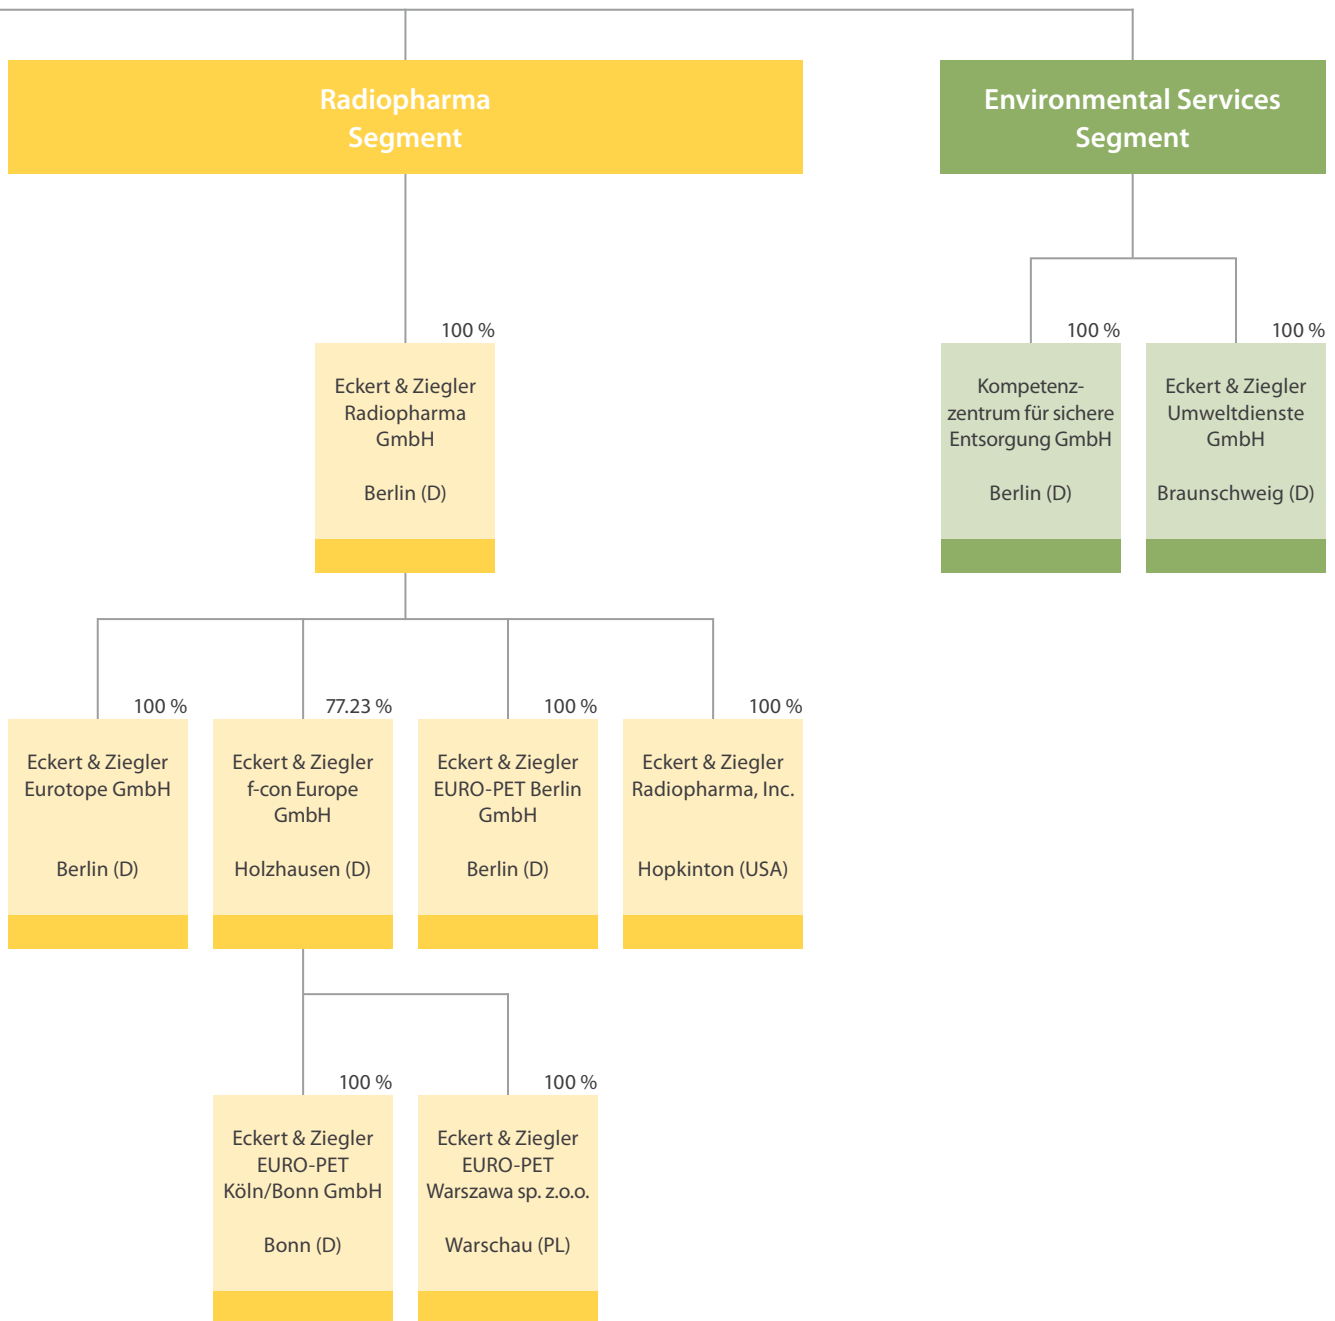 Radiopharma
Segment
Environmental Services
Segment
100 %
Eckert & Ziegler
Radiopharma
GmbH
Berlin (D)
100 %
Kompetenz-
zentrum für sichere
Entsorgung GmbH
Berlin (D)
100 %
Eckert & Ziegler
Umweltdienste
GmbH
Braunschweig (D)
100 %
Eckert & Ziegler
Eurotope GmbH
Berlin (D)
77.23 %
Eckert & Ziegler
f-con Europe
GmbH
Holzhausen (D)
100 %
Eckert & Ziegler
EURO-PET Berlin
GmbH
Berlin (D)
100 %
Eckert & Ziegler
Radiopharma, Inc.
Hopkinton (USA)
100 %
Eckert & Ziegler
EURO-PET
Köln/Bonn GmbH
Bonn (D)
100 %
Eckert & Ziegler
EURO-PET
Warszawa sp. z.o.o.
Warschau (PL)